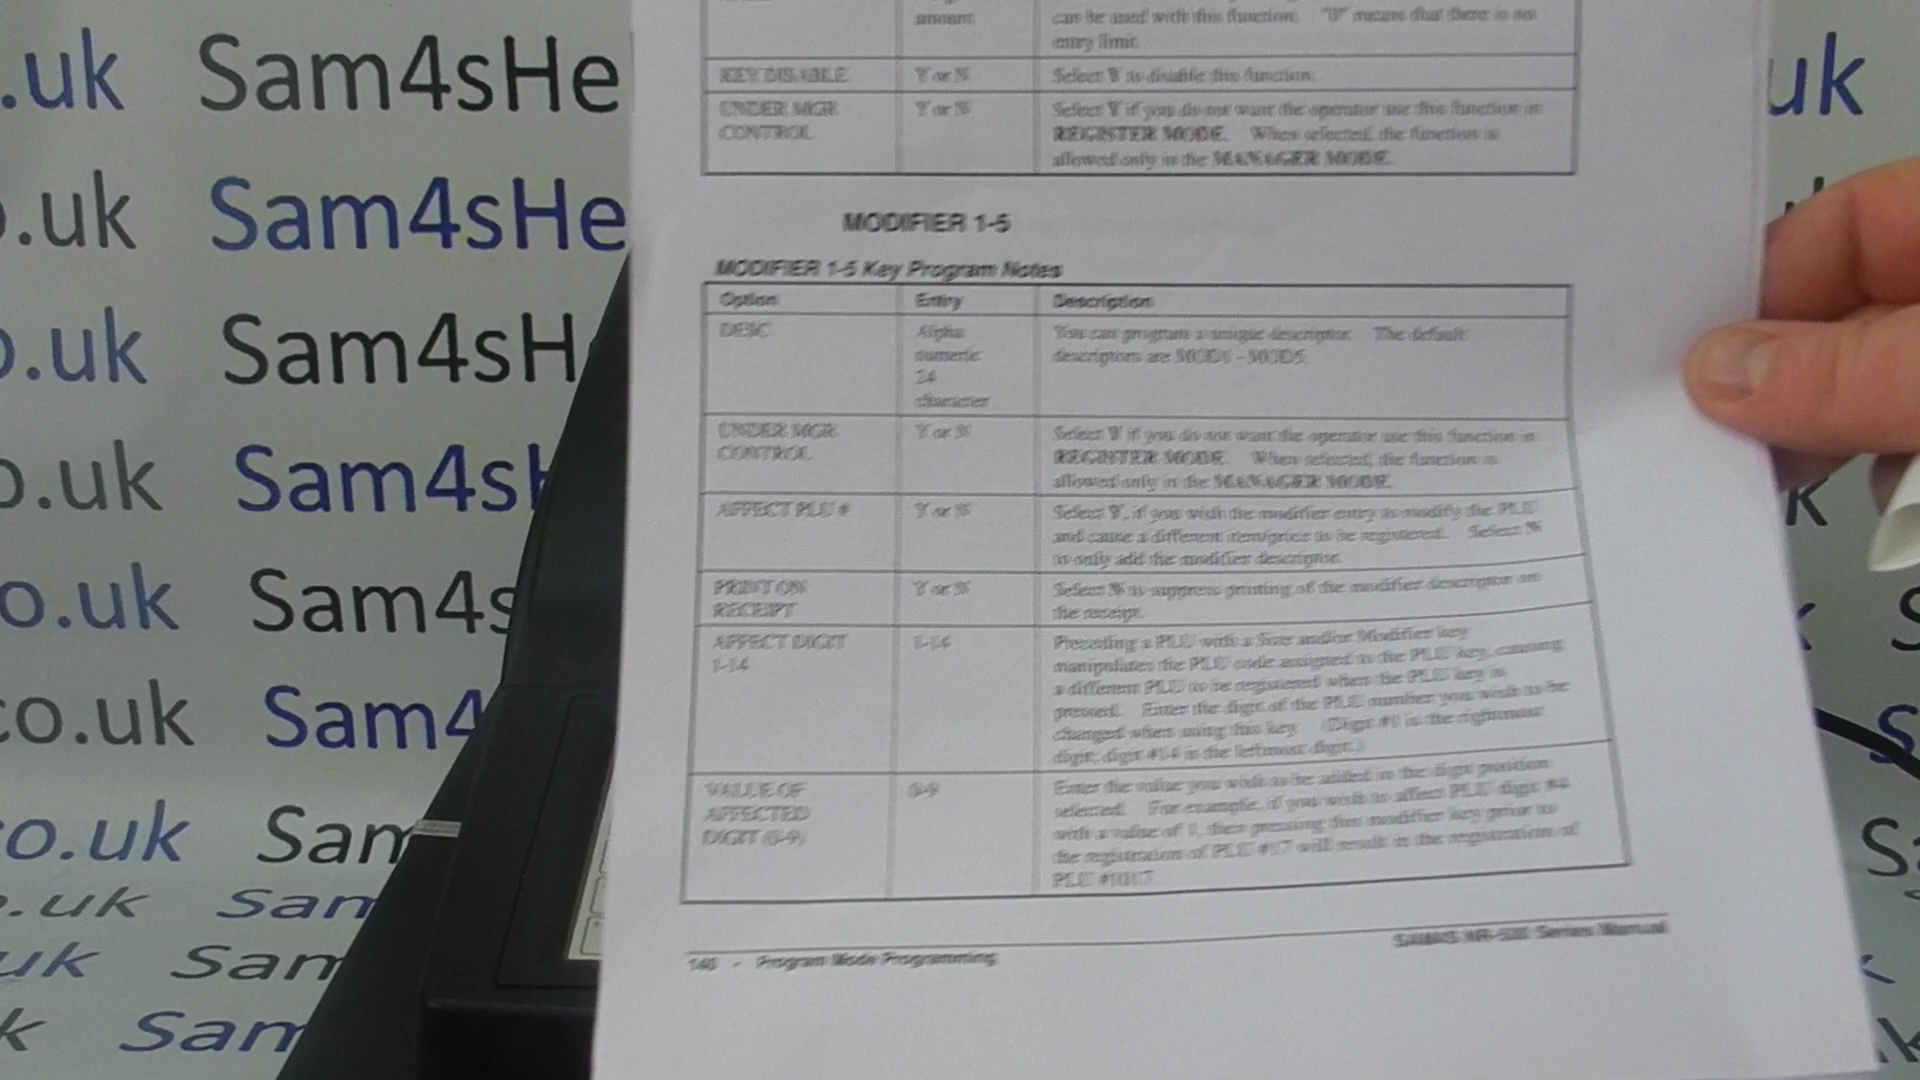 amount
can be used with this function. "0" means that there is no
entry limit.
KEY DISABLE
Y or N
Select Y to disable this function.
UNDER MGR
CONTROL
Y or N
Select Y if you do not want the operator use this function in
REGISTER MODE. When selected, the function is
allowed only in the MANAGER MODE.
MODIFIER 1-5
MODIFIER 1-5 Key Program Notes
Option
Entry
Description
DESC
Alpha
numeric
24
character
You can program a unique descriptor. The default
descriptors are MOD1 - MOD5.
UNDER MGR
CONTROL
Y or N
Select Y if you do not want the operator use this function in
REGISTER MODE. When selected, the function is
allowed only in the MANAGER MODE.
AFFECT PLU #
Y or N
Select Y, if you wish the modifier entry to modify the PLU
and cause a different item/price to be registered. Select N
to only add the modifier descriptor.
PRINT ON
RECEIPT
Y or N
Select N to suppress printing of the modifier descriptor on
the receipt.
AFFECT DIGIT
1-14
1-14
Preceding a PLU with a Size and/or Modifier key
manipulates the PLU code assigned to the PLU key, causing
a different PLU to be registered when the PLU key is
pressed. Enter the digit of the PLU number you wish to be
changed when using this key. (Digit #1 is the rightmost
digit, digit #14 is the leftmost digit.)
VALUE OF
AFFECTED
DIGIT (0-9)
0-9
Enter the value you wish to be added in the digit position
selected. For example, if you wish to affect PLU digit #4
with a value of 1, then pressing this modifier key prior to
the registration of PLU #17 will result in the registration of
PLU #1017.
140 - Program Mode Programming
Series Manual
.uk Sam4sHe
.uk Sam4sHe
o.uk Sam4sH
o.uk Sam4sH
o.uk Sam4s
co.uk Sam4
co.uk Sam
.uk Sam
uk Sam
k Sam
uk